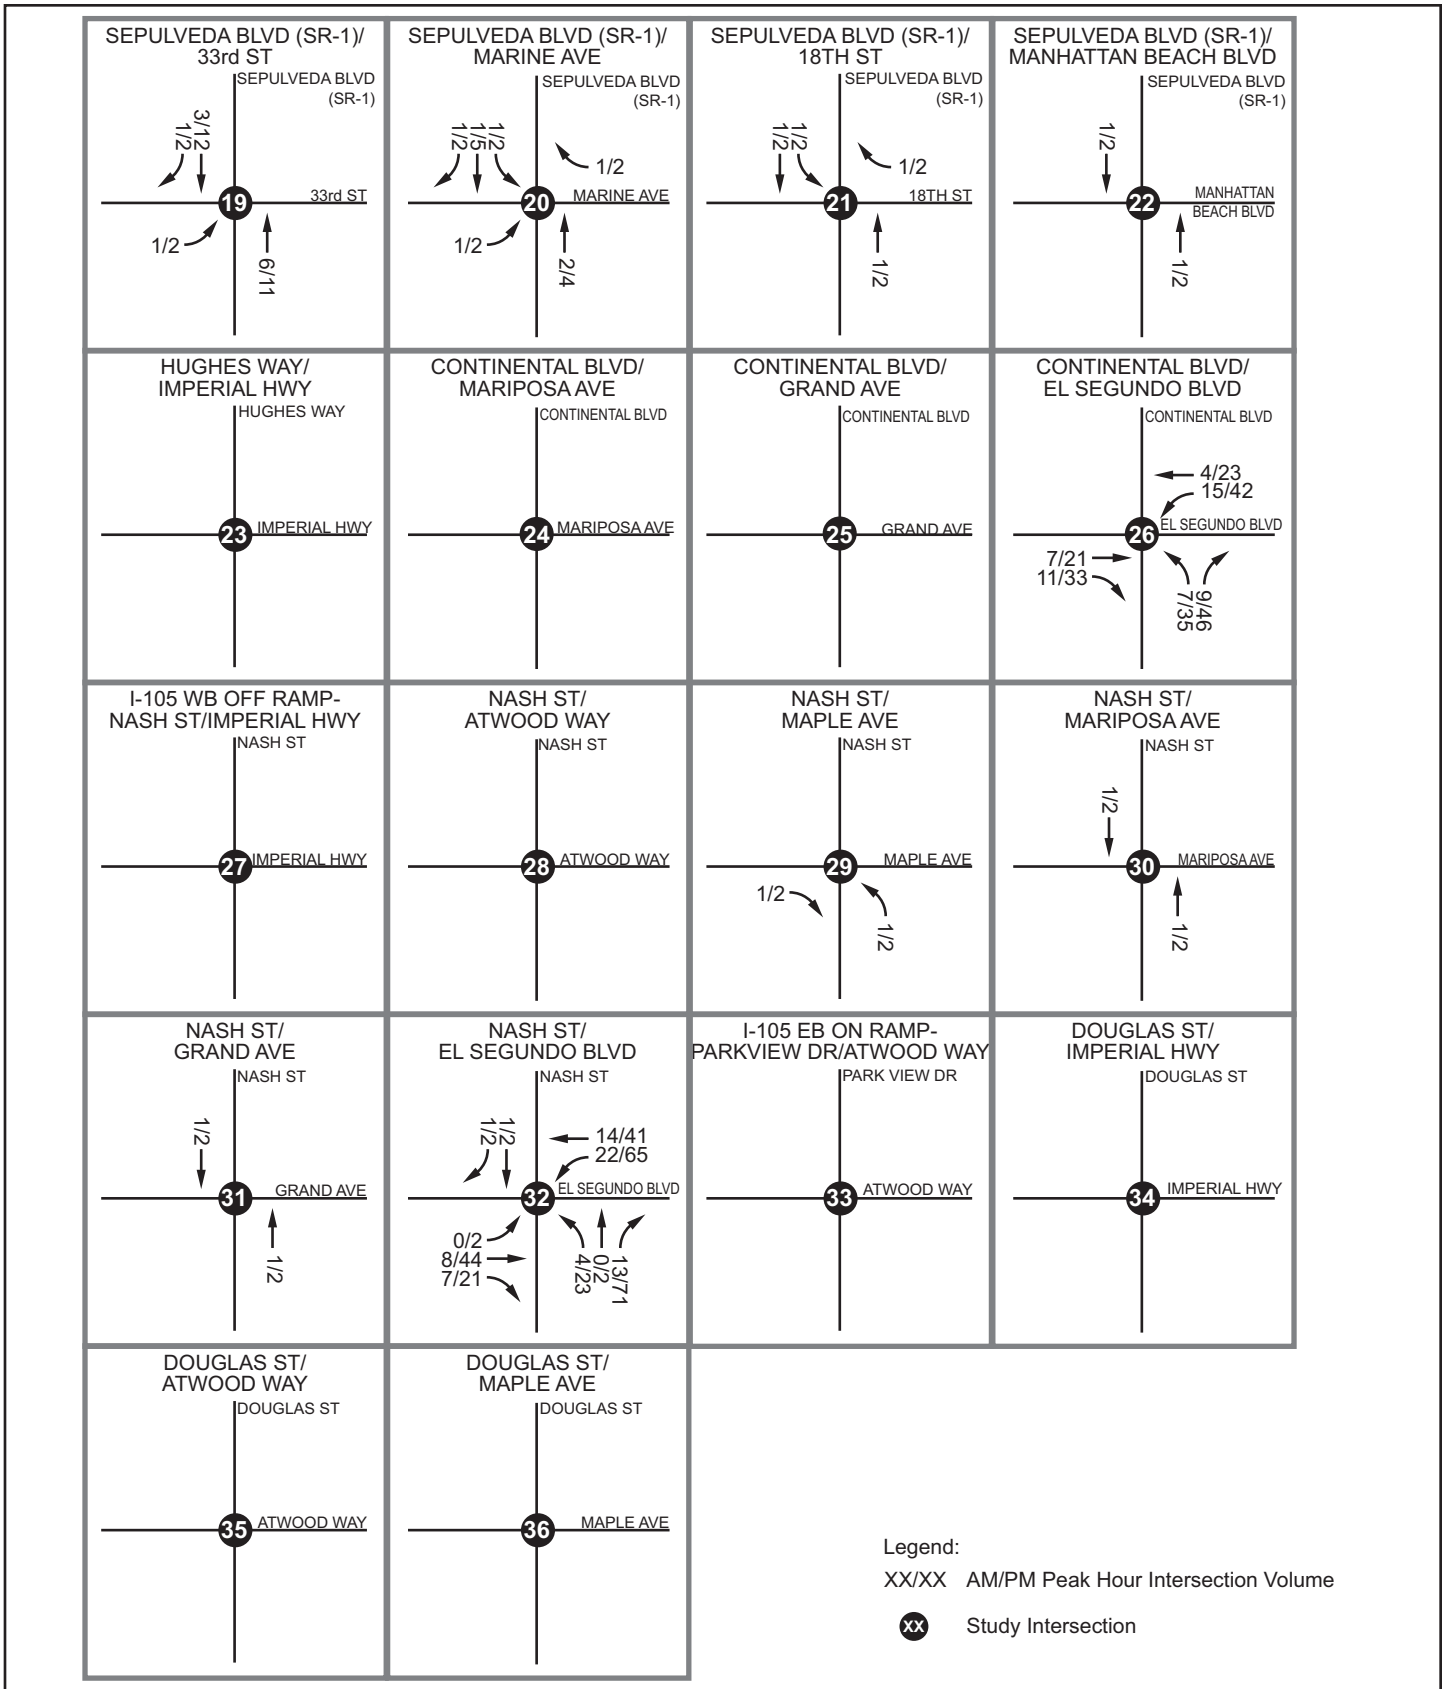 SEPULVEDA BLVD (SR-1)/
33rd ST
SEPULVEDA BLVD
(SR-1)
3/12
1/2
19
33rd ST
1/2
6/11
SEPULVEDA BLVD (SR-1)/
MARINE AVE
SEPULVEDA BLVD
(SR-1)
1/2
1/5
1/2
1/2
20
MARINE AVE
1/2
2/4
SEPULVEDA BLVD (SR-1)/
18TH ST
SEPULVEDA BLVD
(SR-1)
1/2
1/2
1/2
21
18TH ST
1/2
SEPULVEDA BLVD (SR-1)/
MANHATTAN BEACH BLVD
SEPULVEDA BLVD
(SR-1)
1/2
22
MANHATTAN
BEACH BLVD
1/2
HUGHES WAY/
IMPERIAL HWY
HUGHES WAY
23
IMPERIAL HWY
CONTINENTAL BLVD/
MARIPOSA AVE
CONTINENTAL BLVD
24
MARIPOSA AVE
CONTINENTAL BLVD/
GRAND AVE
CONTINENTAL BLVD
25
GRAND AVE
CONTINENTAL BLVD/
EL SEGUNDO BLVD
CONTINENTAL BLVD
4/23
15/42
26
EL SEGUNDO BLVD
7/21
11/33
7/35
9/46
I-105 WB OFF RAMP-
NASH ST/IMPERIAL HWY
NASH ST
27
IMPERIAL HWY
NASH ST/
ATWOOD WAY
NASH ST
28
ATWOOD WAY
NASH ST/
MAPLE AVE
NASH ST
29
MAPLE AVE
1/2
1/2
NASH ST/
MARIPOSA AVE
NASH ST
1/2
30
MARIPOSA AVE
1/2
NASH ST/
GRAND AVE
NASH ST
1/2
31
GRAND AVE
1/2
NASH ST/
EL SEGUNDO BLVD
NASH ST
1/2
1/2
14/41
22/65
32
EL SEGUNDO BLVD
0/2
8/44
7/21
4/23
0/2
13/71
I-105 EB ON RAMP-
PARKVIEW DR/ATWOOD WAY
PARK VIEW DR
33
ATWOOD WAY
DOUGLAS ST/
IMPERIAL HWY
DOUGLAS ST
34
IMPERIAL HWY
DOUGLAS ST/
ATWOOD WAY
DOUGLAS ST
35
ATWOOD WAY
DOUGLAS ST/
MAPLE AVE
DOUGLAS ST
36
MAPLE AVE
Legend:
XX/XX AM/PM Peak Hour Intersection Volume
XX Study Intersection